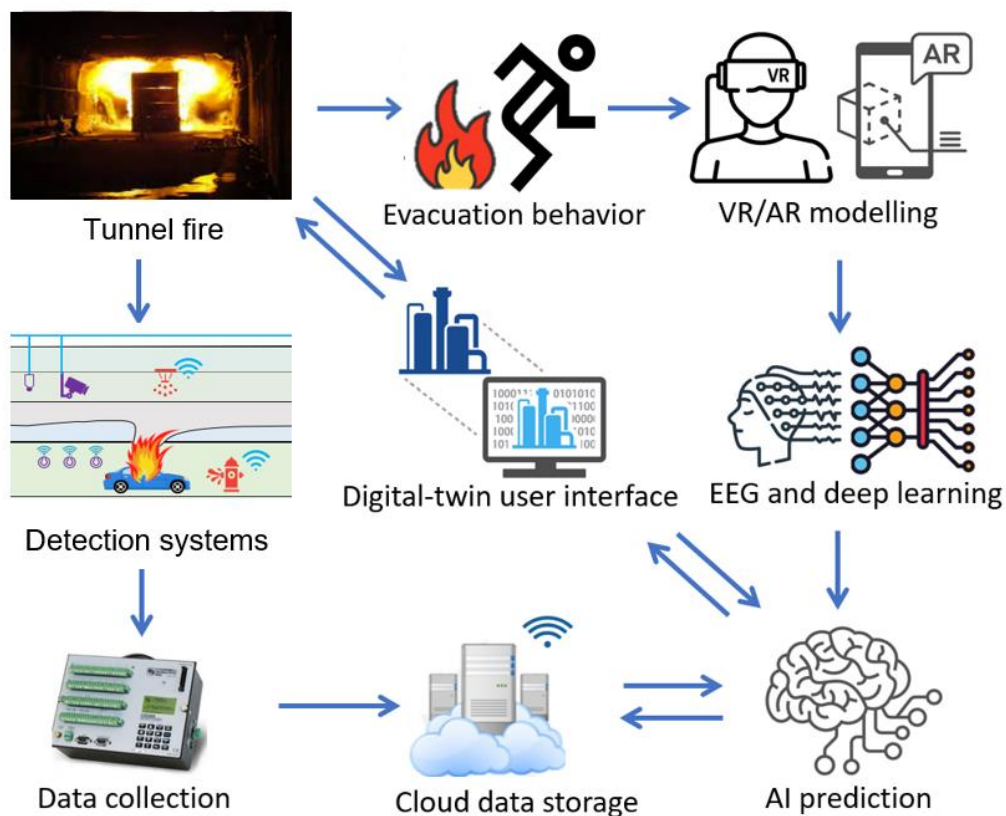 VR
AR
Tunnel fire
Evacuation behavior
VR/AR modelling
Digital-twin user interface
EEG and deep learning
Detection systems
Data collection
Cloud data storage
AI prediction